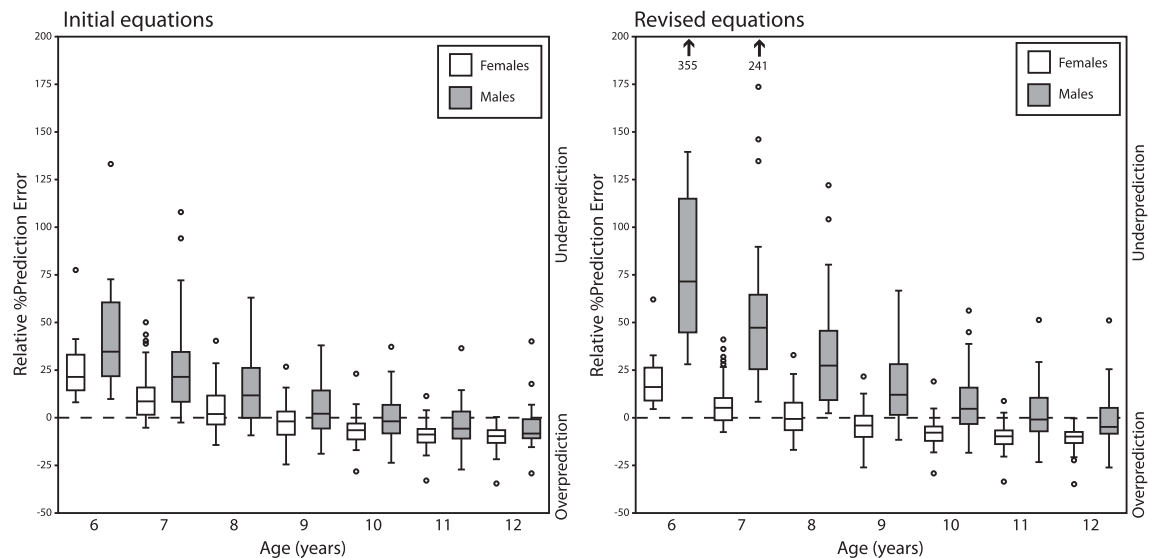 Initial equations
200
175
150
125
100
75
50
25
0
-25
-50
Relative %Prediction Error
Females
Males
Underprediction
Overprediction
6 7 8 9 10 11 12
Age (years)
Revised equations
200
175
150
125
100
75
50
25
0
-25
-50
Relative %Prediction Error
355 241
Females
Males
Underprediction
Overprediction
6 7 8 9 10 11 12
Age (years)